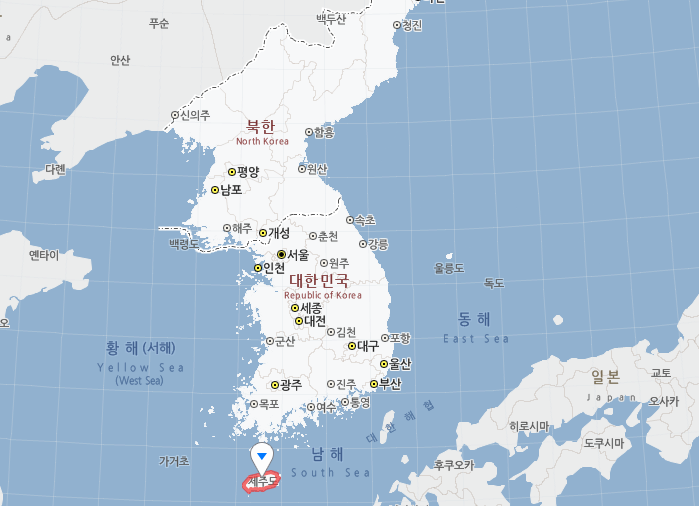 푸순
백두산
청진
a
안산
신의주
북한
North Korea
함흥
다롄
평양
원산
남포
속초
해주
개성
춘천
강릉
백령도
서울
옌타이
인천
원주
울릉도
대한민국
Republic of Korea
독도
세종
대전
오
김천
동해
East Sea
군산
포항
황해 (서해)
Yellow Sea
(West Sea)
대구
울산
일본
Japan
교토
광주
진주
부산
오사카
목포
여수
통영
대한해협
히로시마
도쿠시마
남해
South Sea
가거초
후쿠오카
제주도